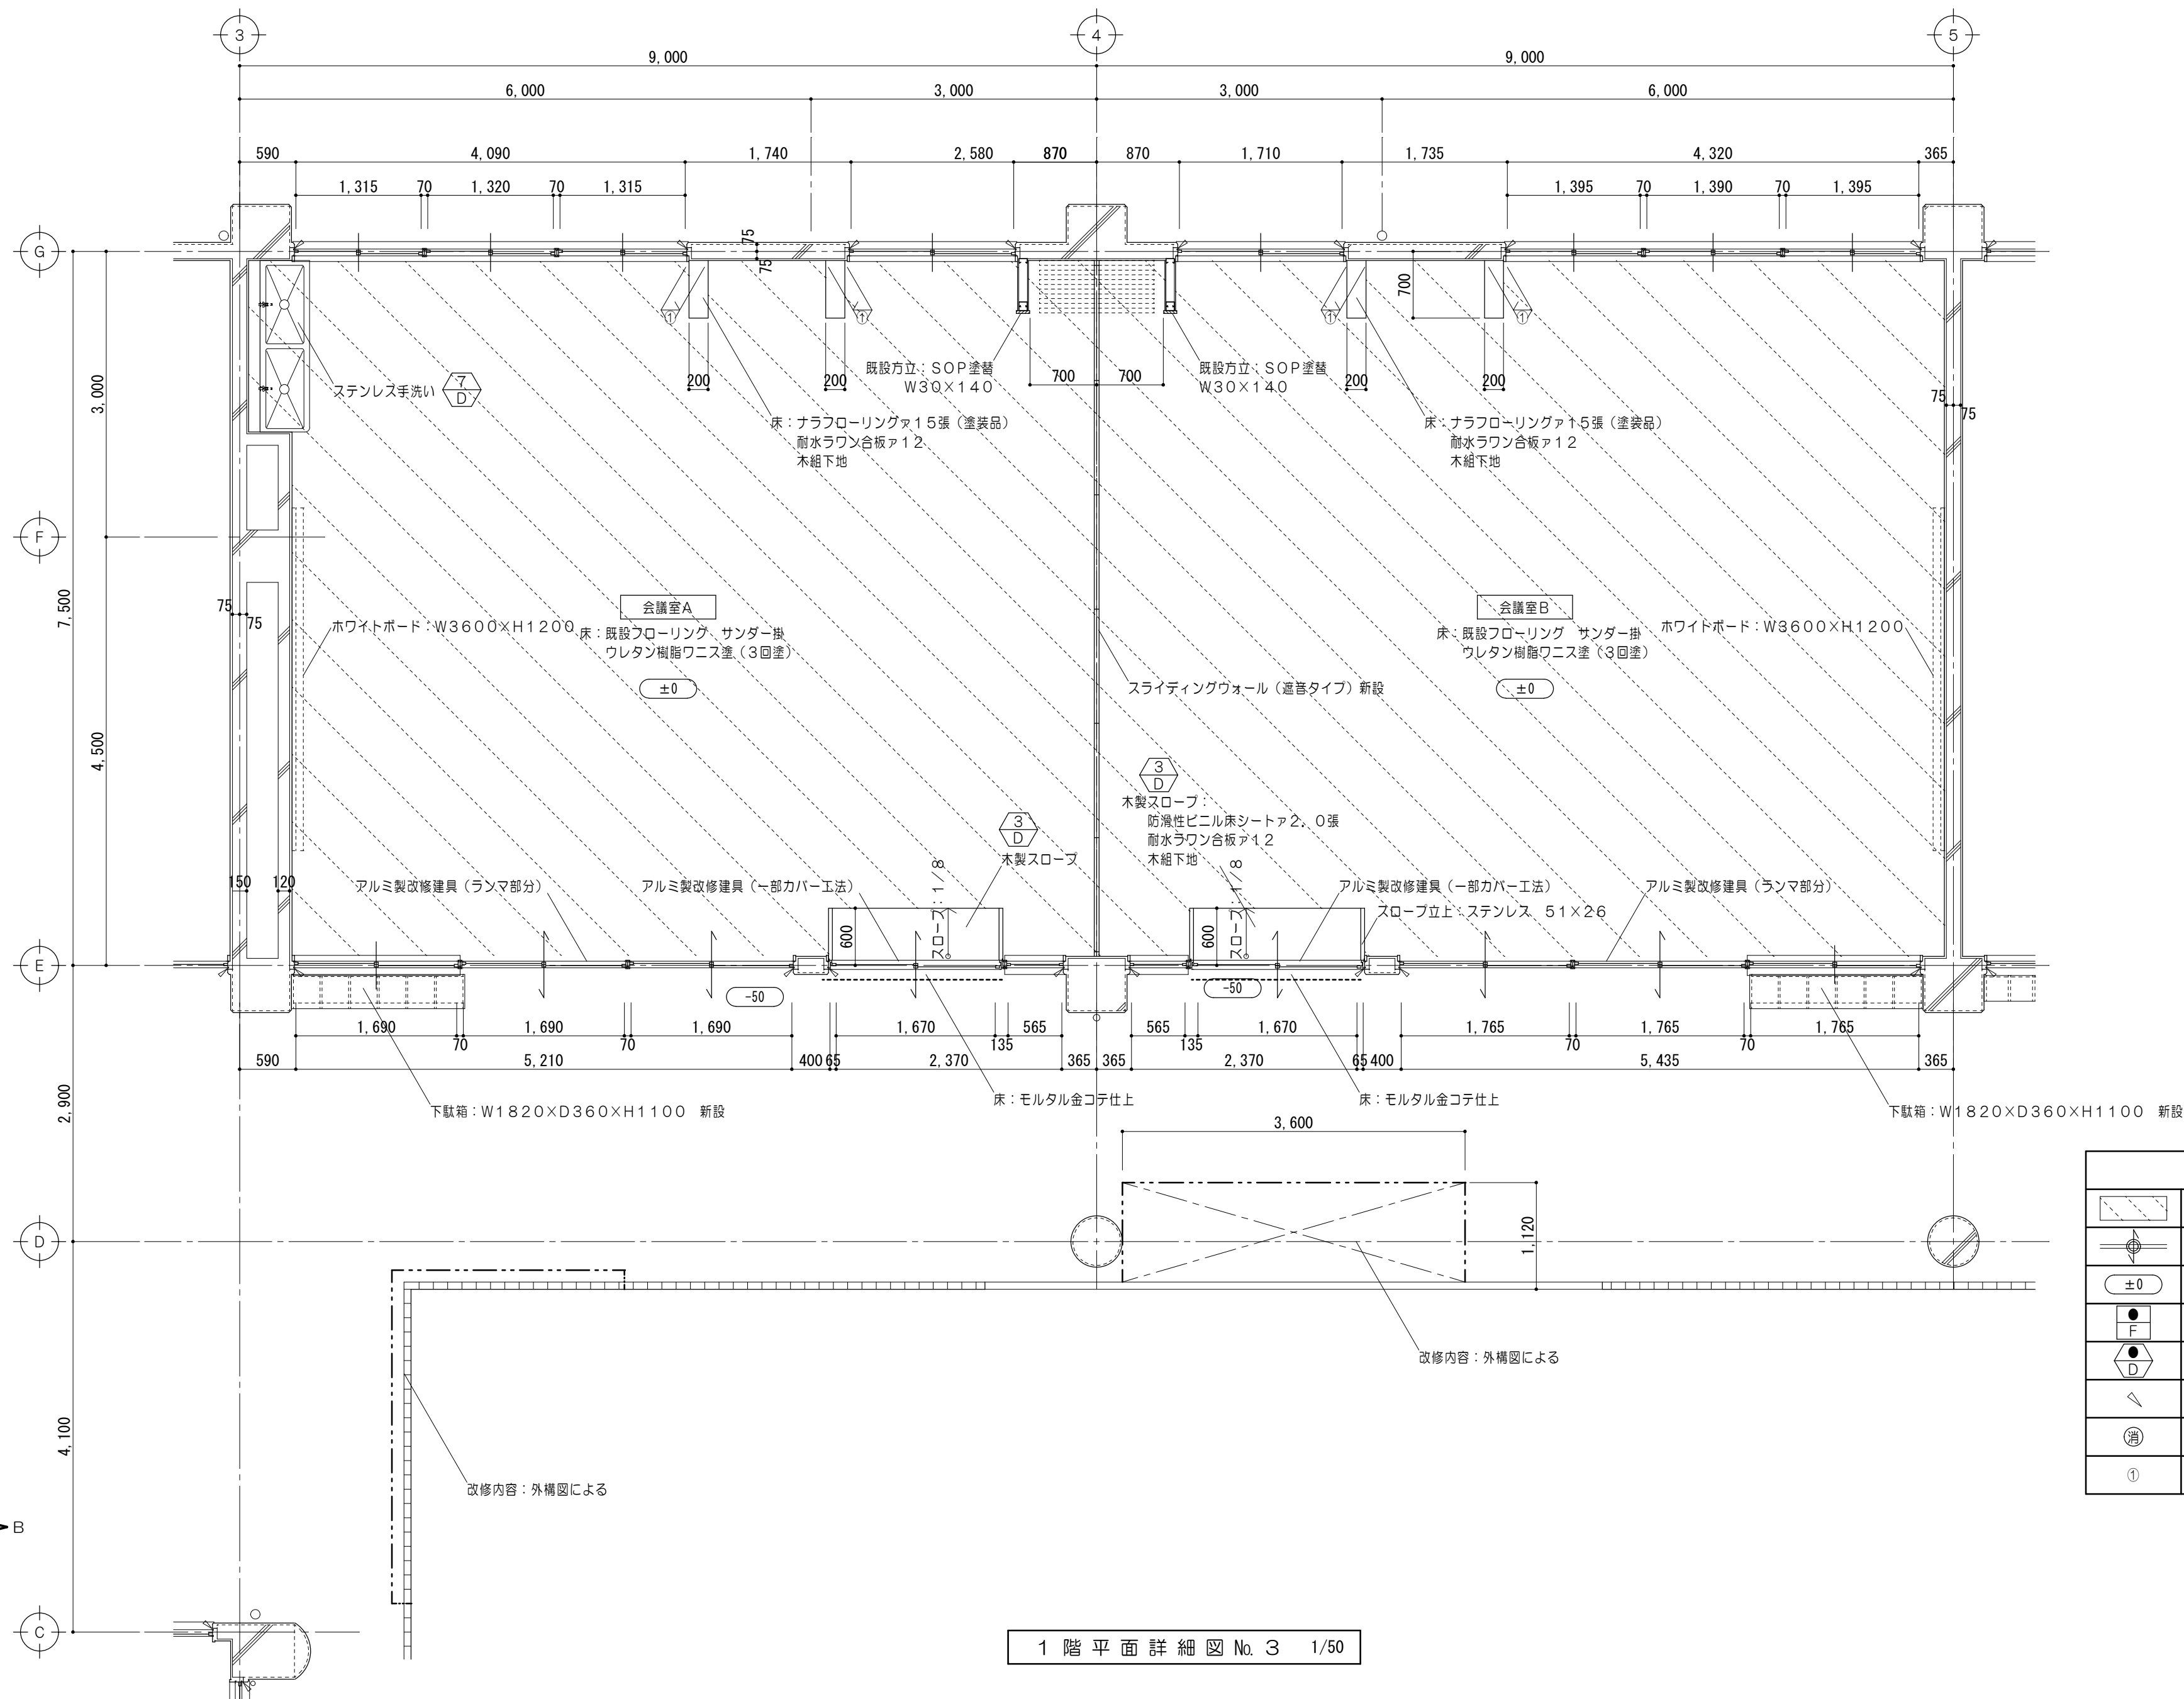 3
4
5
9,000
9,000
6,000
3,000
3,000
6,000
590
4,090
1,740
2,580
870
870
1,710
1,735
4,320
365
1,315
70
1,320
70
1,315
1,395
70
1,390
70
1,395
G
75
75
700
①
①
①
①
3,000
ステンレス手洗い
7
D
200
200
既設方立：SOP塗替
W30×140
700
700
既設方立：SOP塗替
W30×140
200
200
75
75
床：ナラフローリングァ15張（塗装品）
耐水ラワン合板ァ12
木組下地
床：ナラフローリングァ15張（塗装品）
耐水ラワン合板ァ12
木組下地
F
7,500
75
75
ホワイトボード：W3600×H1200
会議室A
床：既設フローリング　サンダー掛
ウレタン樹脂ワニス塗（3回塗）
±0
会議室B
床：既設フローリング　サンダー掛
ウレタン樹脂ワニス塗（3回塗）
±0
ホワイトボード：W3600×H1200
スライディングウォール（遮音タイプ）新設
4,500
3
D
木製スロープ：
防滑性ビニル床シートァ2.0張
耐水ラワン合板ァ12
木組下地
3
D
木製スロープ
150
120
アルミ製改修建具（ランマ部分）
アルミ製改修建具（一部カバー工法）
スロープ：1/8
スロープ：1/8
アルミ製改修建具（一部カバー工法）
アルミ製改修建具（ランマ部分）
スロープ立上：ステンレス　51×26
600
600
E
-50
-50
1,690
70
1,690
70
1,690
1,670
135
565
565
135
1,670
1,765
70
1,765
70
1,765
590
5,210
400
65
2,370
365
365
2,370
65
400
5,435
365
2,900
下駄箱：W1820×D360×H1100　新設
床：モルタル金コテ仕上
床：モルタル金コテ仕上
下駄箱：W1820×D360×H1100　新設
3,600
1,120
D
±0
F
D
消
①
改修内容：外構図による
4,100
改修内容：外構図による
B
C
1階平面詳細図 No. 3　1/50